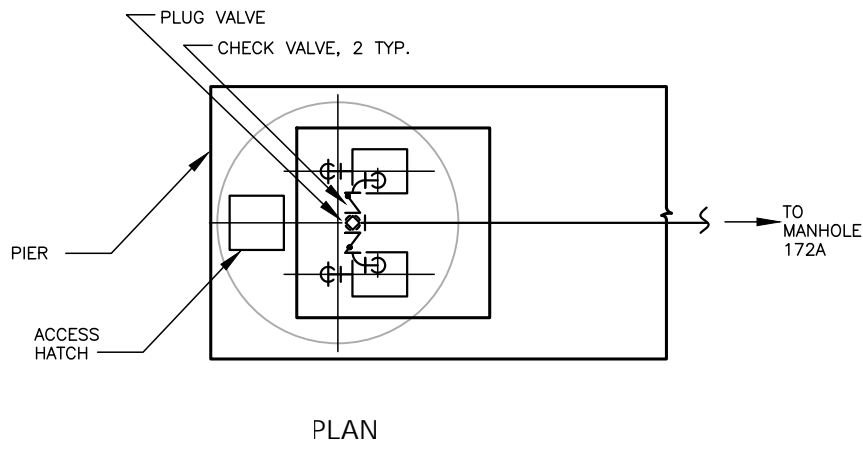 PLUG VALVE
CHECK VALVE, 2 TYP.
TO
MANHOLE
172A
PIER
ACCESS
HATCH
PLAN